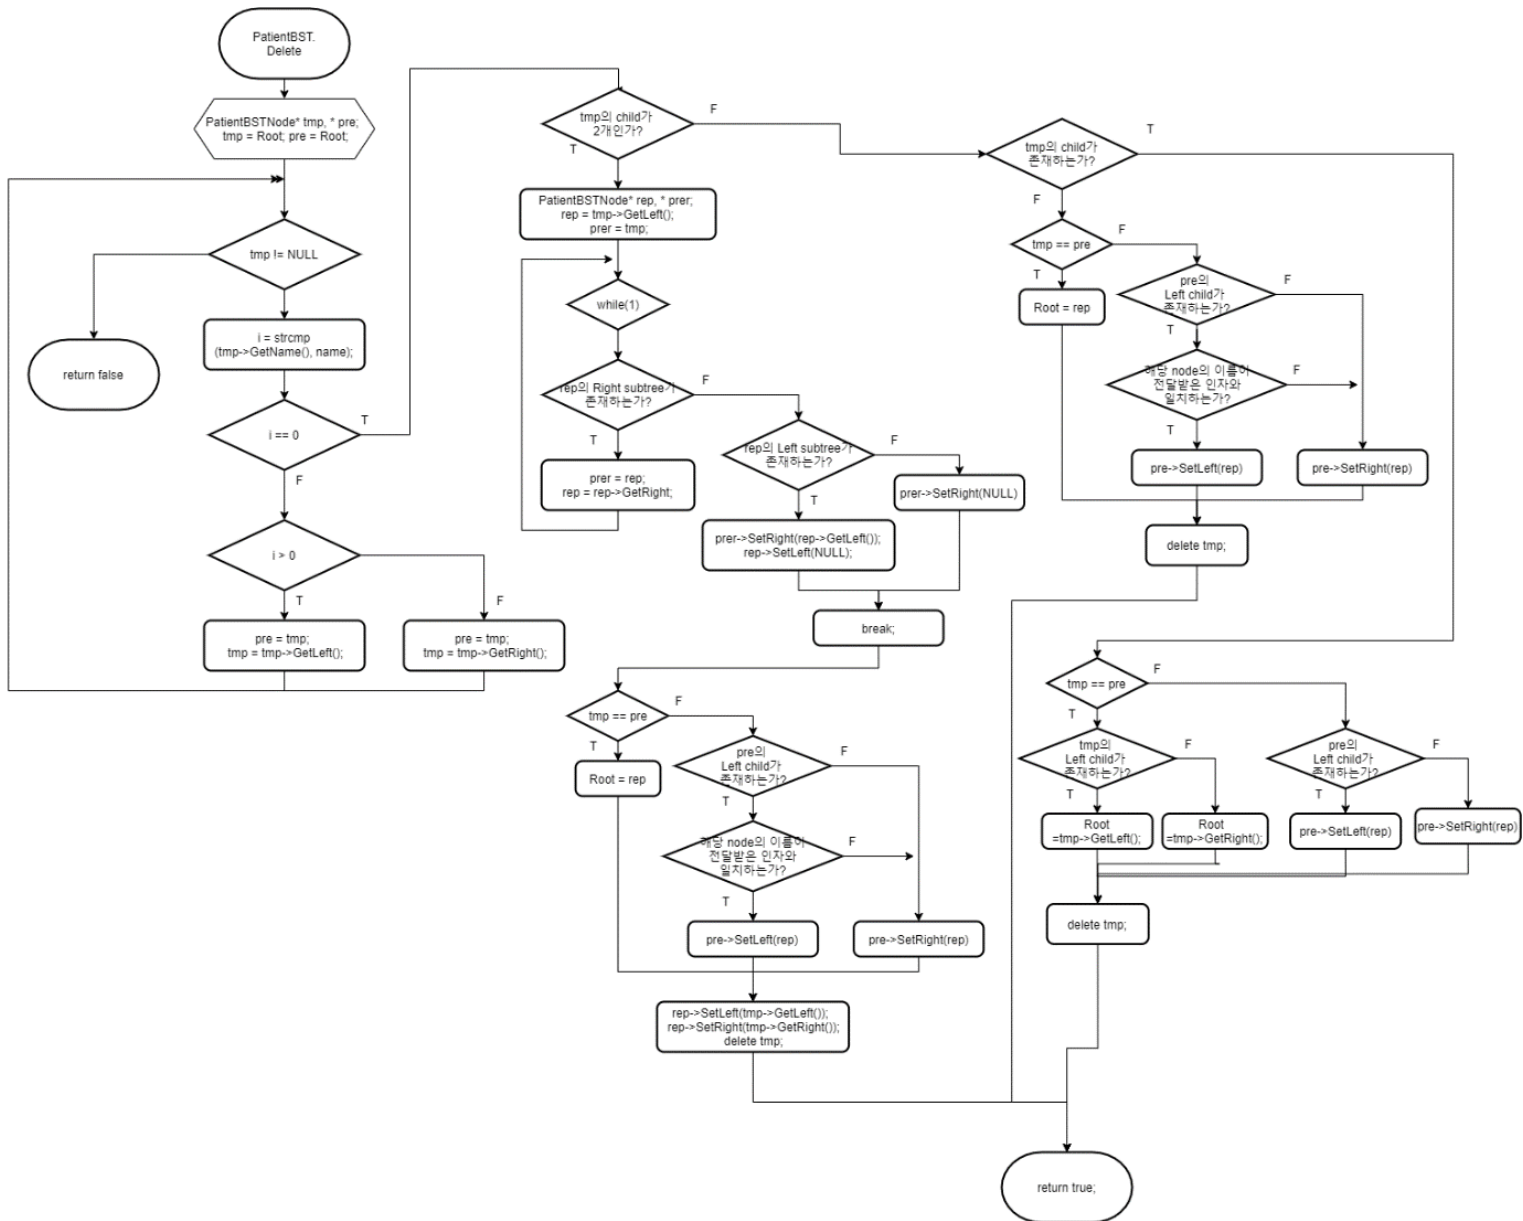 PatientBST.
Delete
PatientBSTNode* tmp, * pre;
tmp = Root; pre = Root;
tmp != NULL
return false
i = strcmp
(tmp->GetName(), name);
i == 0
T
F
i > 0
T
F
pre = tmp;
tmp = tmp->GetLeft();
pre = tmp;
tmp = tmp->GetRight();
tmp의 child가
2개인가?
F
T
PatientBSTNode* rep, * prer;
rep = tmp->GetLeft();
prer = tmp;
while(1)
rep의 Right subtree가
존재하는가?
F
T
prer = rep;
rep = rep->GetRight;
rep의 Left subtree가
존재하는가?
F
T
prer->SetRight(NULL)
prer->SetRight(rep->GetLeft());
rep->SetLeft(NULL);
break;
tmp == pre
F
T
Root = rep
pre의
Left child가
존재하는가?
F
T
해당 node의 이름이
전달받은 인자와
일치하는가?
F
T
pre->SetLeft(rep)
pre->SetRight(rep)
rep->SetLeft(tmp->GetLeft());
rep->SetRight(tmp->GetRight());
delete tmp;
tmp의 child가
존재하는가?
T
F
tmp == pre
F
T
Root = rep
pre의
Left child가
존재하는가?
F
T
해당 node의 이름이
전달받은 인자와
일치하는가?
F
T
pre->SetLeft(rep)
pre->SetRight(rep)
delete tmp;
tmp == pre
F
T
tmp의
Left child가
존재하는가?
F
T
Root
=tmp->GetLeft();
Root
=tmp->GetRight();
pre의
Left child가
존재하는가?
F
T
pre->SetLeft(rep)
pre->SetRight(rep)
delete tmp;
return true;